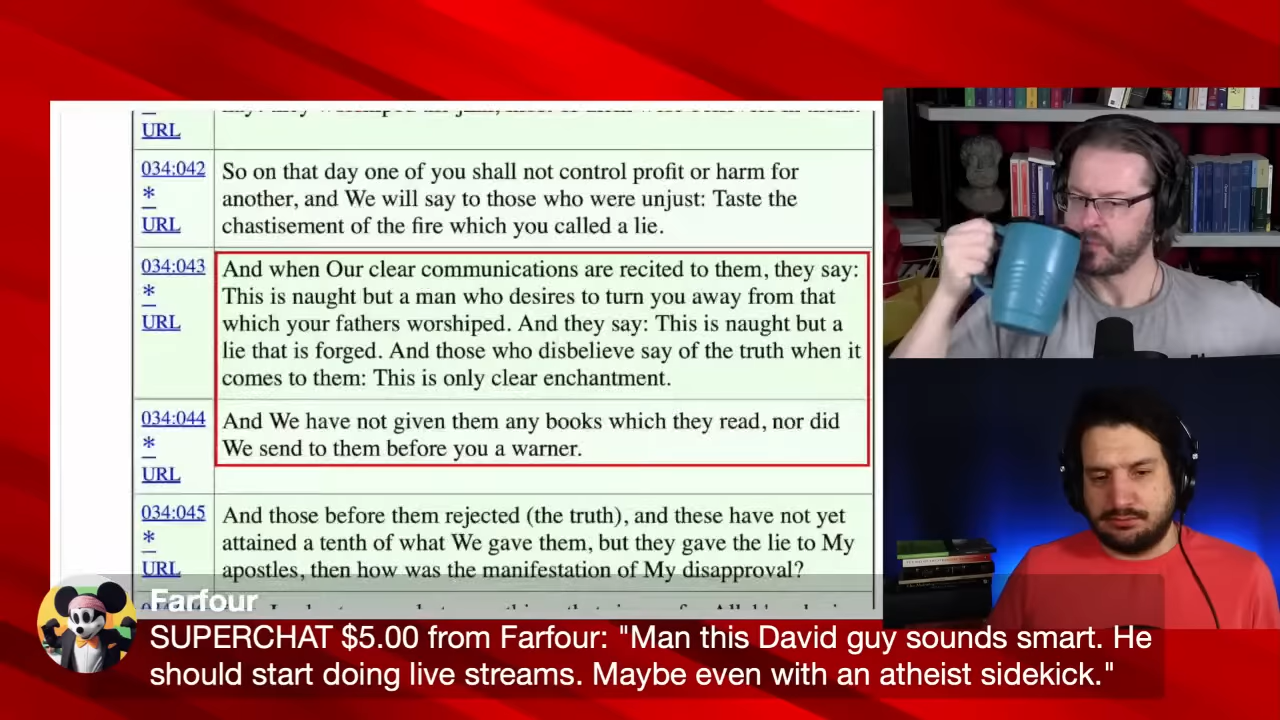 URL
034:042
*
URL
So on that day one of you shall not control profit or harm for
another, and We will say to those who were unjust: Taste the
chastisement of the fire which you called a lie.
034:043
*
URL
And when Our clear communications are recited to them, they say:
This is naught but a man who desires to turn you away from that
which your fathers worshiped. And they say: This is naught but a
lie that is forged. And those who disbelieve say of the truth when it
comes to them: This is only clear enchantment.
034:044
*
URL
And We have not given them any books which they read, nor did
We send to them before you a warner.
034:045
*
URL
And those before them rejected (the truth), and these have not yet
attained a tenth of what We gave them, but they gave the lie to My
apostles, then how was the manifestation of My disapproval?
Farfour
SUPERCHAT $5.00 from Farfour: "Man this David guy sounds smart. He
should start doing live streams. Maybe even with an atheist sidekick."